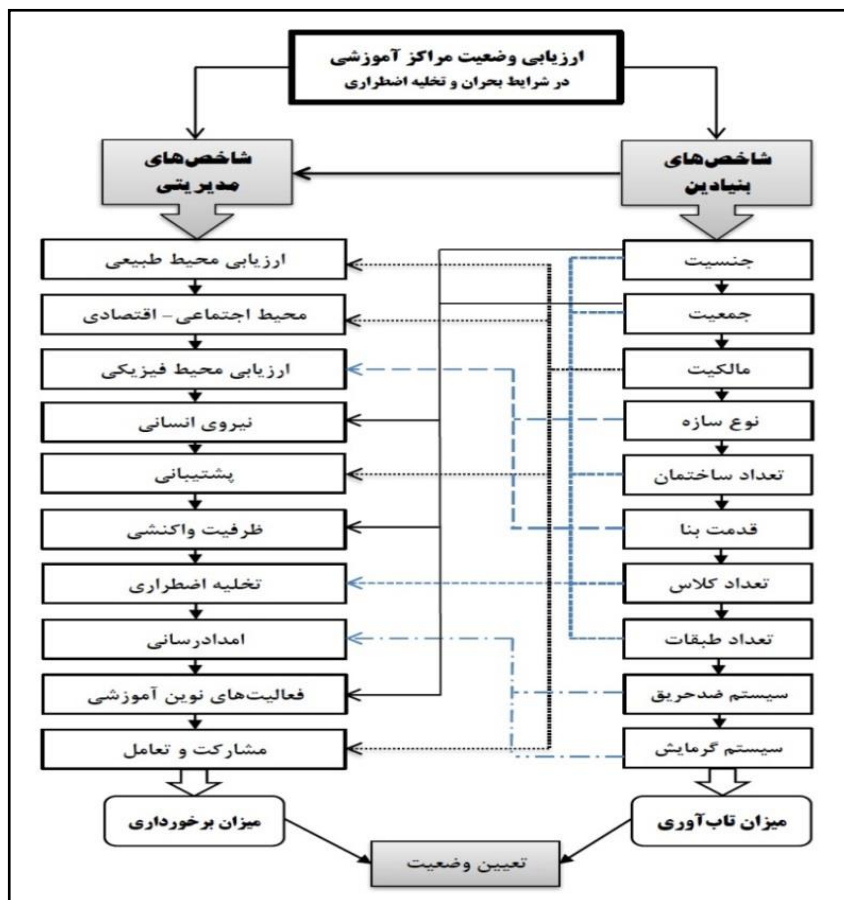 ارزیابی وضعیت مراکز آموزشی
در شرایط بحران و تخلیه اضطراری
شاخص‌های
بنیادین
شاخص‌های
مدیریتی
جنسیت
جمعیت
مالکیت
نوع سازه
تعداد ساختمان
قدمت بنا
تعداد کلاس
تعداد طبقات
سیستم ضدحریق
سیستم گرمایش
میزان تاب‌آوری
ارزیابی محیط طبیعی
محیط اجتماعی – اقتصادی
ارزیابی محیط فیزیکی
نیروی انسانی
پشتیبانی
ظرفیت واکنشی
تخلیه اضطراری
امدادرسانی
فعالیت‌های نوین آموزشی
مشارکت و تعامل
میزان برخورداری
تعیین وضعیت